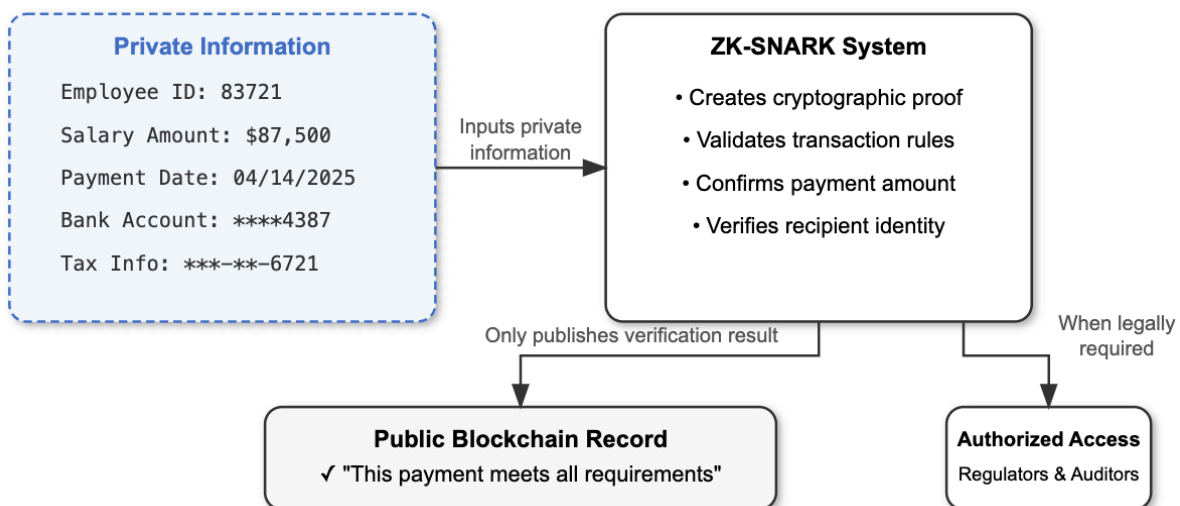 Private Information
Employee ID: 83721
Salary Amount: $87,500
Payment Date: 04/14/2025
Bank Account: ****4387
Tax Info: ***-**-6721
Inputs private
information
ZK-SNARK System
• Creates cryptographic proof
• Validates transaction rules
• Confirms payment amount
• Verifies recipient identity
Only publishes verification result
When legally
required
Public Blockchain Record
✓ "This payment meets all requirements"
Authorized Access
Regulators & Auditors